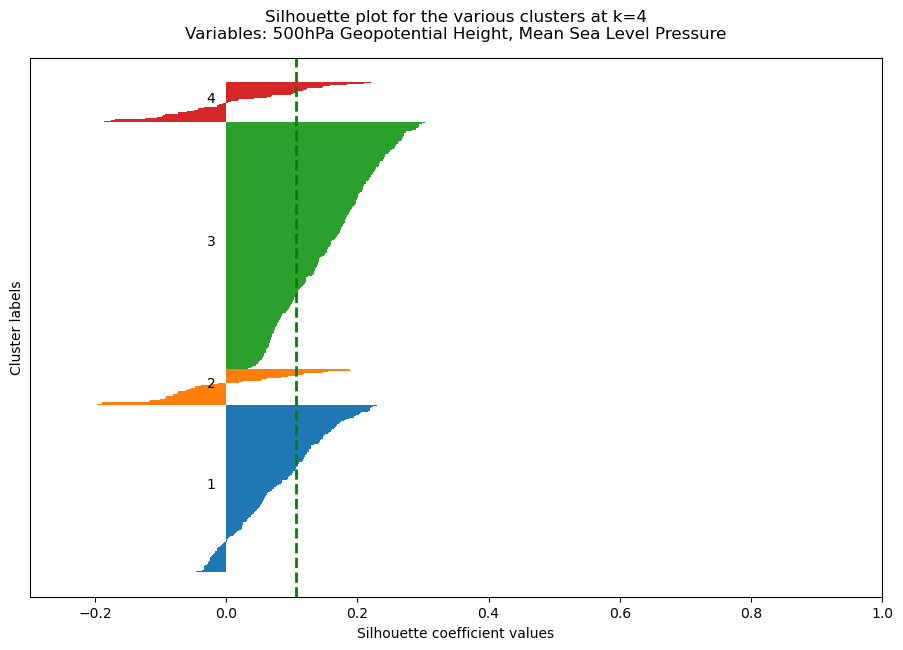 Silhouette plot for the various clusters at k=4
Variables: 500hPa Geopotential Height, Mean Sea Level Pressure
Cluster labels
4
3
2
1
−0.2 0.0 0.2 0.4 0.6 0.8 1.0
Silhouette coefficient values